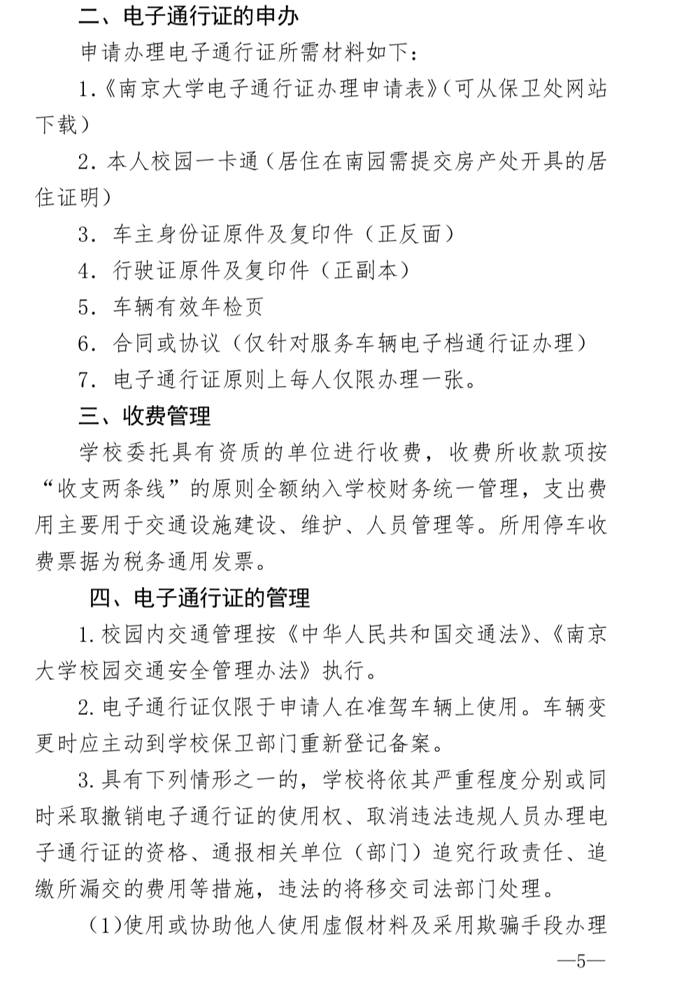 二、电子通行证的申办
申请办理电子通行证所需材料如下：
1.《南京大学电子通行证办理申请表》（可从保卫处网站
下载）
2. 本人校园一卡通（居住在南园需提交房产处开具的居
住证明）
3. 车主身份证原件及复印件（正反面）
4. 行驶证原件及复印件（正副本）
5. 车辆有效年检页
6. 合同或协议（仅针对服务车辆电子档通行证办理）
7. 电子通行证原则上每人仅限办理一张。
三、收费管理
学校委托具有资质的单位进行收费，收费所收款项按
“收支两条线”的原则全额纳入学校财务统一管理，支出费
用主要用于交通设施建设、维护、人员管理等。所用停车收
费票据为税务通用发票。
四、电子通行证的管理
1. 校园内交通管理按《中华人民共和国交通法》、《南京
大学校园交通安全管理办法》执行。
2. 电子通行证仅限于申请人在准驾车辆上使用。车辆变
更时应主动到学校保卫部门重新登记备案。
3. 具有下列情形之一的，学校将依其严重程度分别或同
时采取撤销电子通行证的使用权、取消违法违规人员办理电
子通行证的资格、通报相关单位（部门）追究行政责任、追
缴所漏交的费用等措施，违法的将移交司法部门处理。
（1)使用或协助他人使用虚假材料及采用欺骗手段办理
—5—